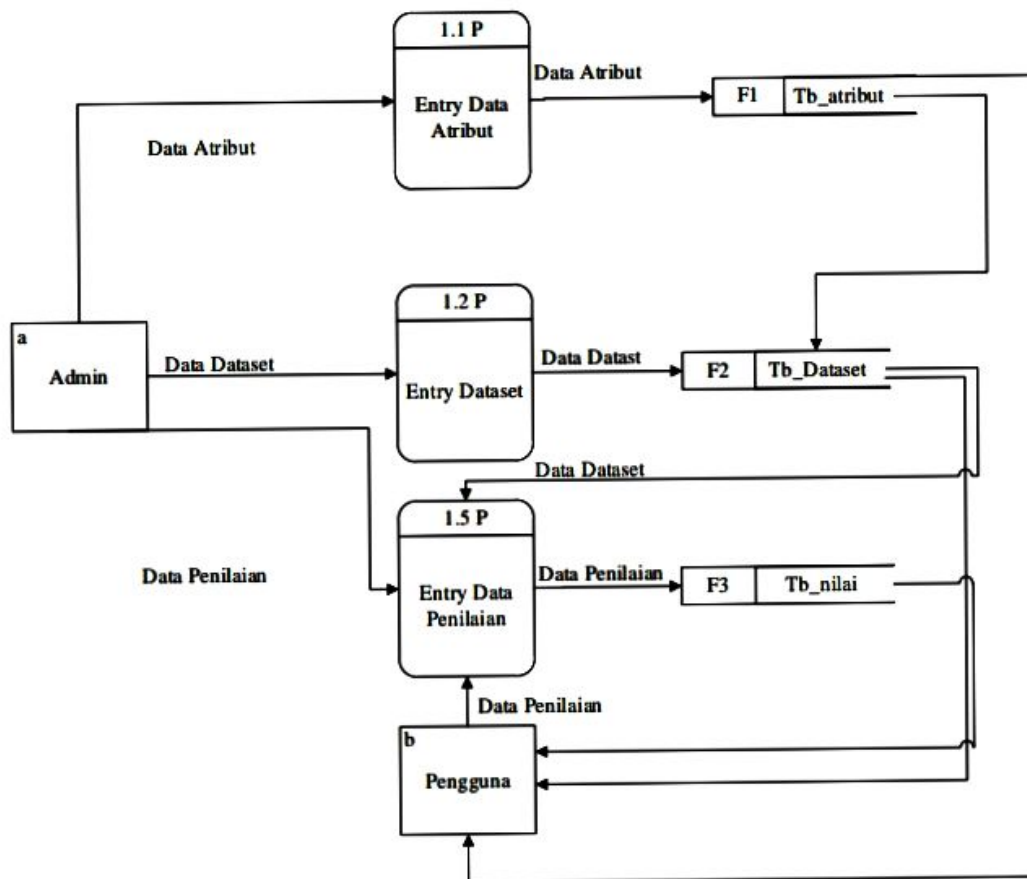 1.1 P
Entry Data
Atribut
Data Atribut
F1
Tb_atribut
Data Atribut
a
Admin
Data Dataset
1.2 P
Entry Dataset
Data Datast
F2
Tb_Dataset
Data Dataset
1.5 P
Entry Data
Penilaian
Data Penilaian
Data Penilaian
F3
Tb_nilai
Data Penilaian
b
Pengguna